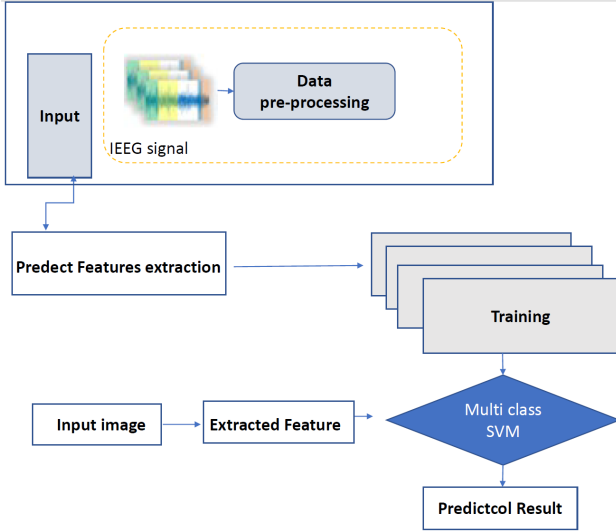 Data
pre-processing
Input
IEEG signal
Predect Features extraction
Training
Multi class
SVM
Input image
Extracted Feature
Predictcol Result